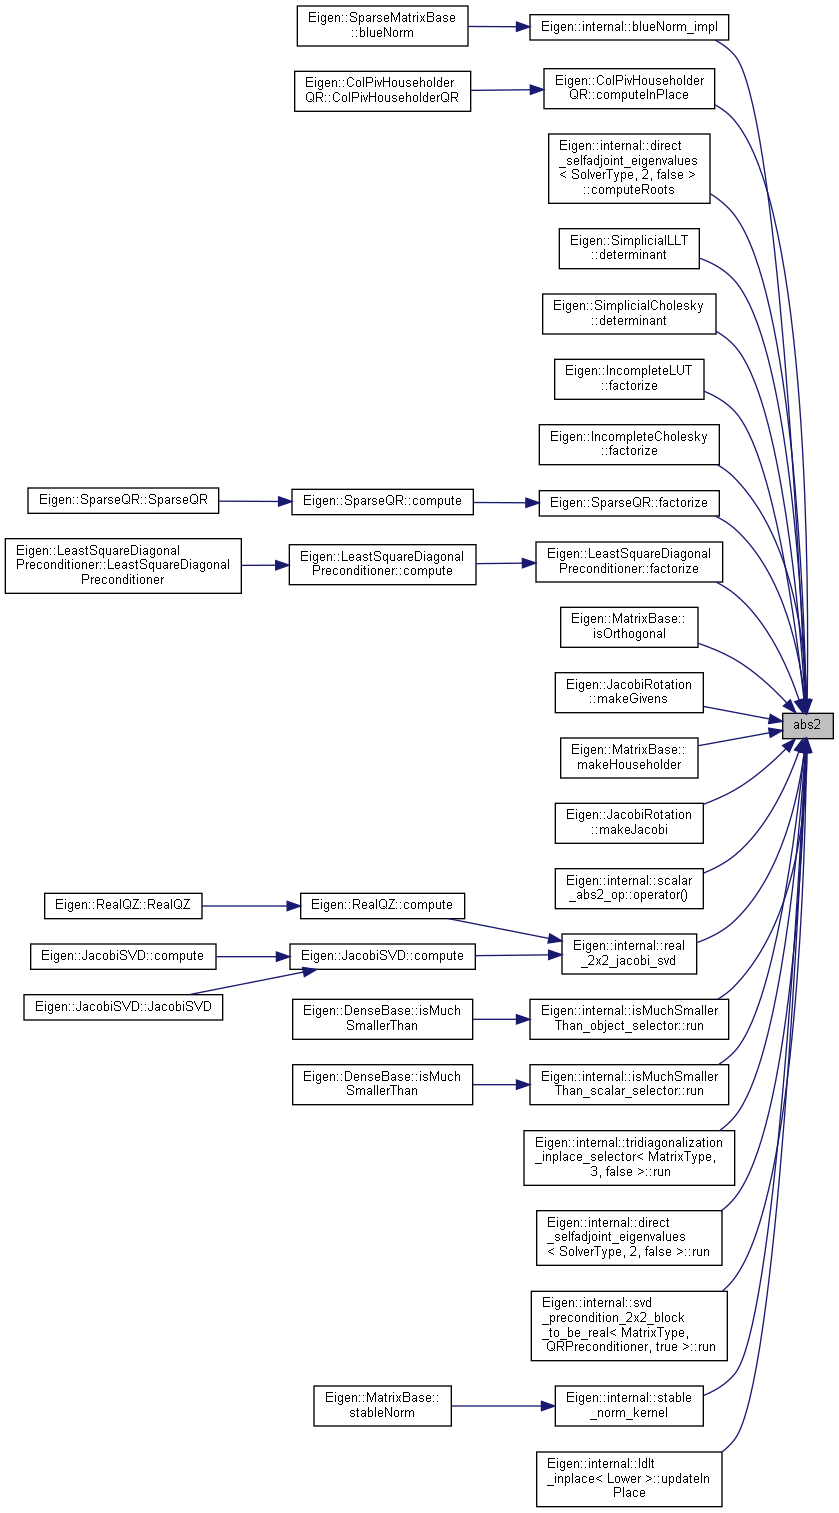 Eigen::SparseMatrixBase
::blueNorm
Eigen::internal::blueNorm_impl
Eigen::ColPivHouseholder
QR::ColPivHouseholderQR
Eigen::ColPivHouseholder
QR::computeInPlace
Eigen::internal::direct
_selfadjoint_eigenvalues
< SolverType, 2, false >
::computeRoots
Eigen::SimplicialLLT
::determinant
Eigen::SimplicialCholesky
::determinant
Eigen::IncompleteLUT
::factorize
Eigen::IncompleteCholesky
::factorize
Eigen::SparseQR::SparseQR
Eigen::SparseQR::compute
Eigen::SparseQR::factorize
Eigen::LeastSquareDiagonal
Preconditioner::LeastSquareDiagonal
Preconditioner
Eigen::LeastSquareDiagonal
Preconditioner::compute
Eigen::LeastSquareDiagonal
Preconditioner::factorize
Eigen::MatrixBase::
isOrthogonal
Eigen::JacobiRotation
::makeGivens
abs2
Eigen::MatrixBase::
makeHouseholder
Eigen::JacobiRotation
::makeJacobi
Eigen::internal::scalar
_abs2_op::operator()
Eigen::RealQZ::RealQZ
Eigen::RealQZ::compute
Eigen::JacobiSVD::compute
Eigen::JacobiSVD::compute
Eigen::internal::real
_2x2_jacobi_svd
Eigen::JacobiSVD::JacobiSVD
Eigen::DenseBase::isMuch
SmallerThan
Eigen::internal::isMuchSmaller
Than_object_selector::run
Eigen::DenseBase::isMuch
SmallerThan
Eigen::internal::isMuchSmaller
Than_scalar_selector::run
Eigen::internal::tridiagonalization
_inplace_selector< MatrixType,
3, false >::run
Eigen::internal::direct
_selfadjoint_eigenvalues
< SolverType, 2, false >::run
Eigen::internal::svd
_precondition_2x2_block
_to_be_real< MatrixType,
QRPreconditioner, true >::run
Eigen::MatrixBase::
stableNorm
Eigen::internal::stable
_norm_kernel
Eigen::internal::ldlt
_inplace< Lower >::updateIn
Place